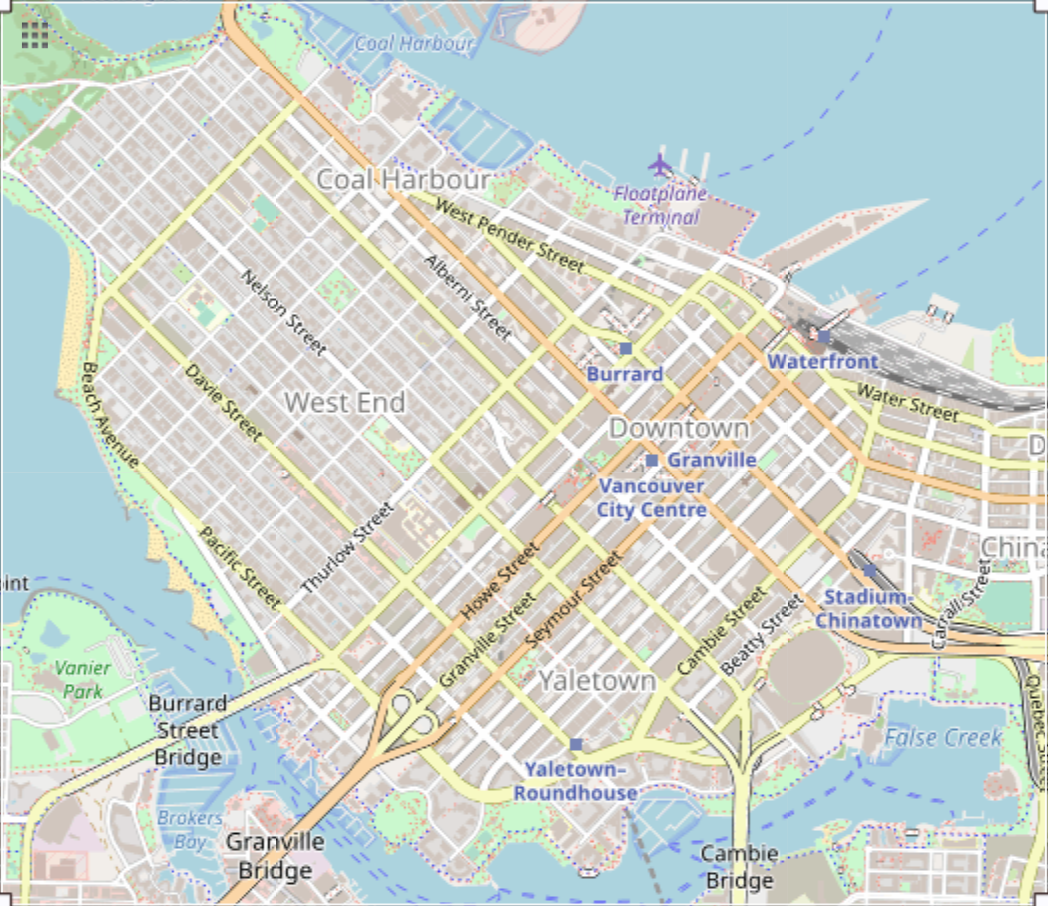 Coal Harbour
Coal Harbour
Floatplane
Terminal
West Pender Street
Alberni Street
Nelson Street
Burrard
Waterfront
Water Street
Davie Street
West End
Downtown
D
Beach Avenue
Granville
Vancouver
City Centre
Pacific Street
Thurlow Street
Howe Street
Seymour Street
Granville Street
China
oint
Stadium-
Chinatown
Carrall Street
Cambie Street
Beatty Street
Vanier
Park
Yaletown
Burrard
Street
Bridge
False Creek
Yaletown–
Roundhouse
Brokers
Bay
Granville
Bridge
Cambie
Bridge